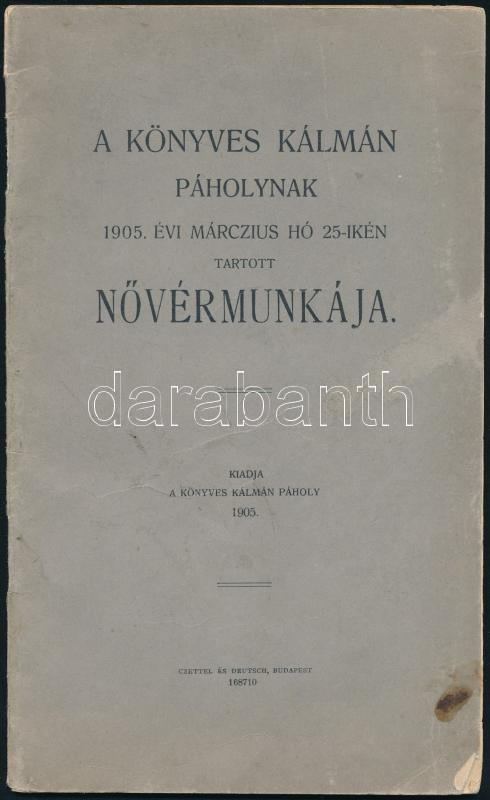 A KÖNYVES KÁLMÁN
PÁHOLYNAK
1905. ÉVI MÁRCZIUS HÓ 25-IKÉN
TARTOTT
NŐVÉRMUNKÁJA.
darabanth
KIADJA
A KÖNYVES KÁLMÁN PÁHOLY
1905.
CZETTEL ÉS DEUTSCH, BUDAPEST
168710